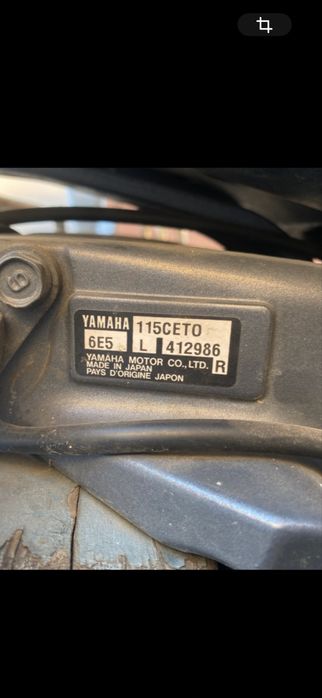 YAMAHA 115CETO
6E5 L 412986
YAMAHA MOTOR CO., LTD.
MADE IN JAPAN R
PAYS D'ORIGINE JAPON